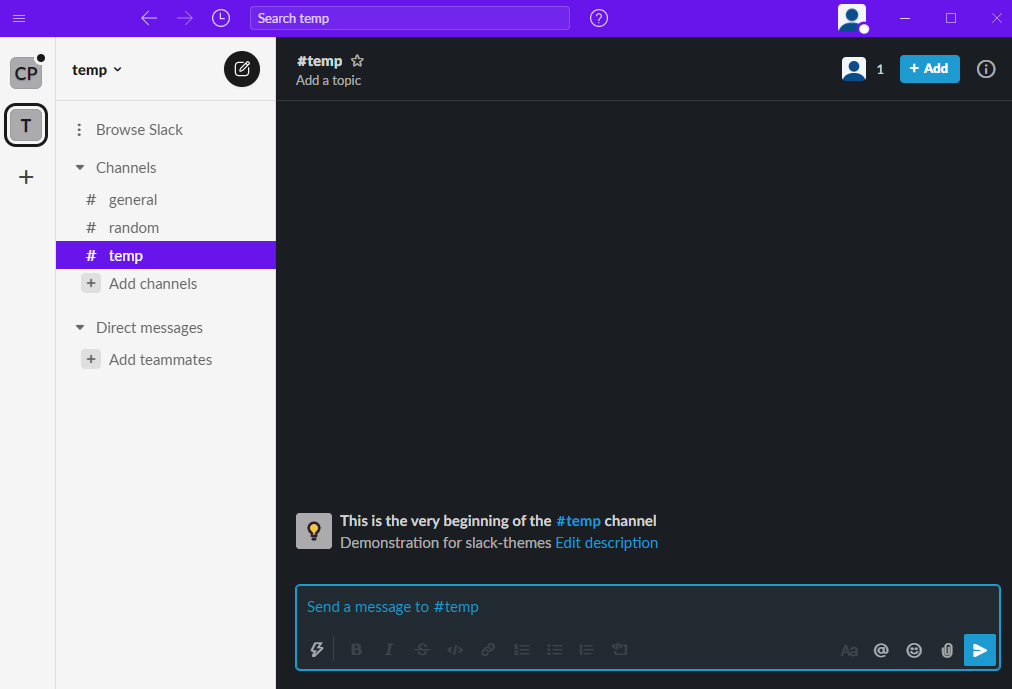 Search temp
CP
T
temp
Browse Slack
Channels
# general
# random
# temp
+ Add channels
Direct messages
+ Add teammates
#temp
Add a topic
1
+ Add
This is the very beginning of the #temp channel
Demonstration for slack-themes Edit description
Send a message to #temp
B I S </> Aa @